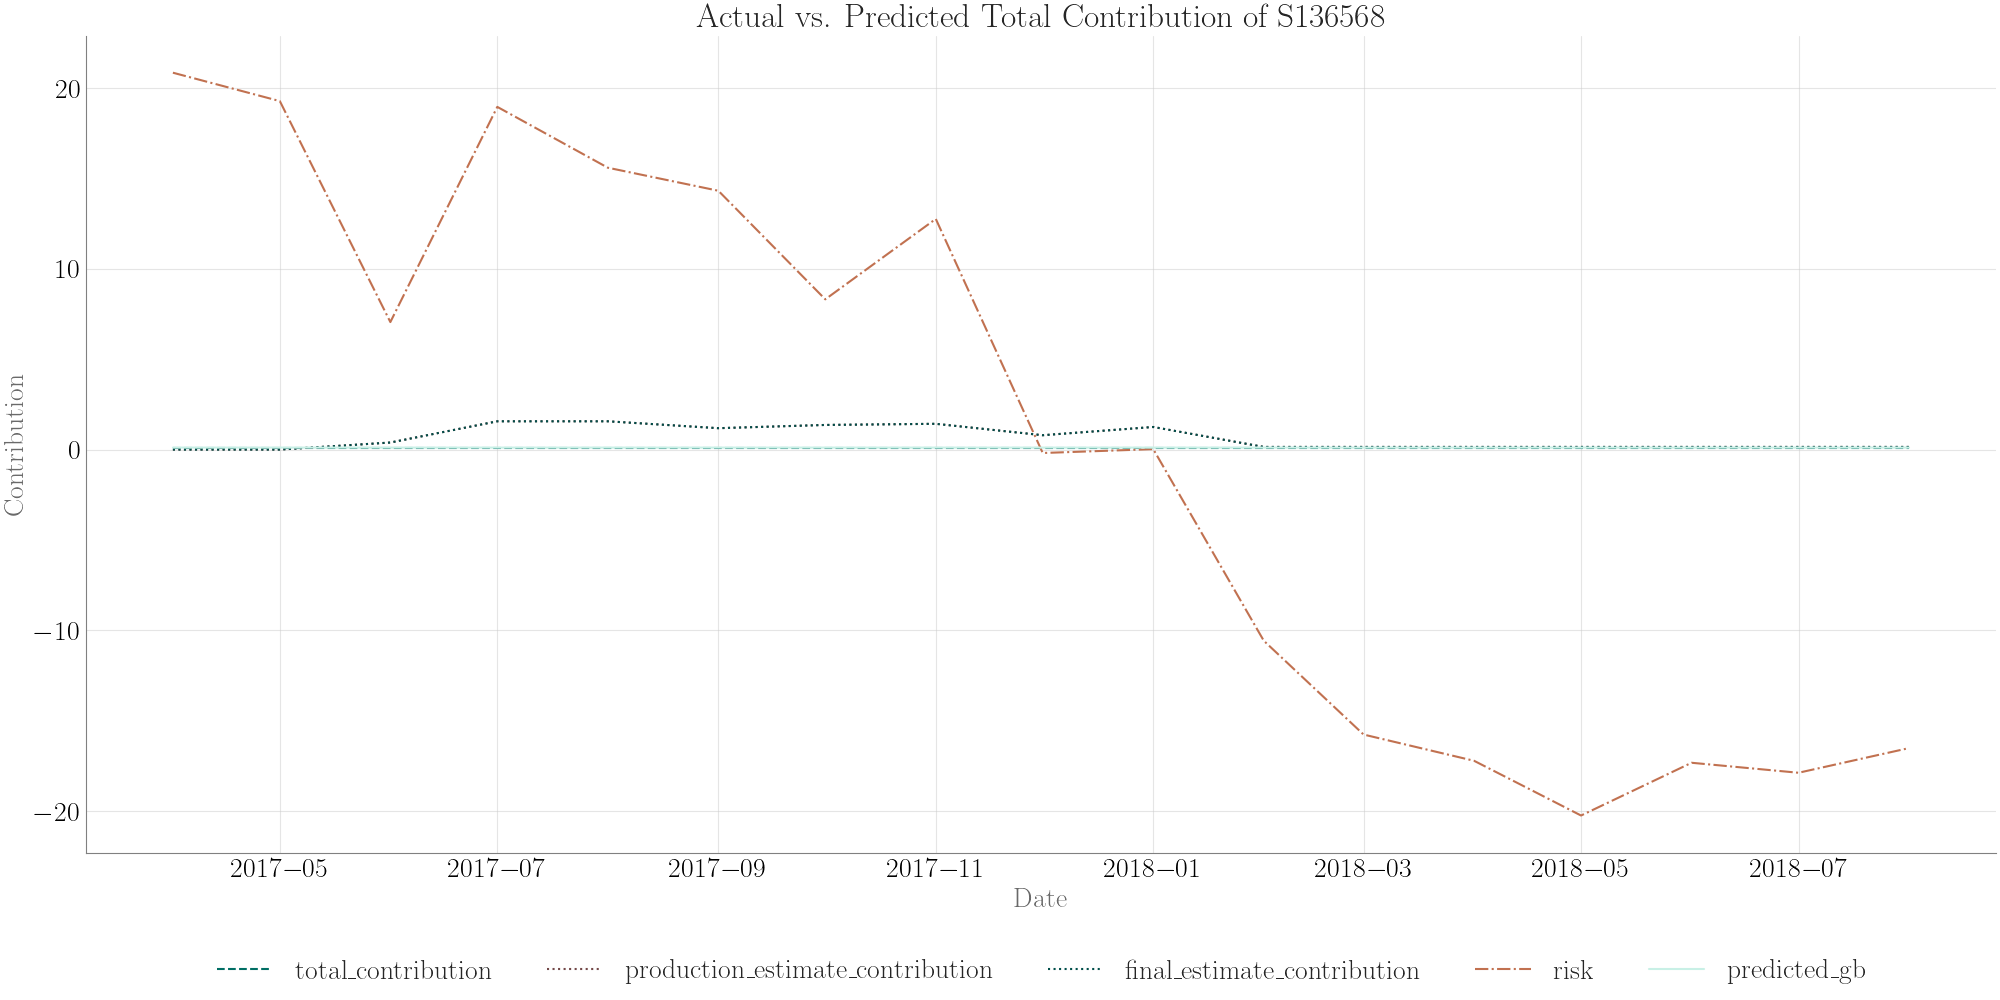 Actual vs. Predicted Total Contribution of S136568
20
10
0
−10
−20
Contribution
2017−05 2017−07 2017−09 2017−11 2018−01 2018−03 2018−05 2018−07
Date
total_contribution production_estimate_contribution final_estimate_contribution risk predicted_gb